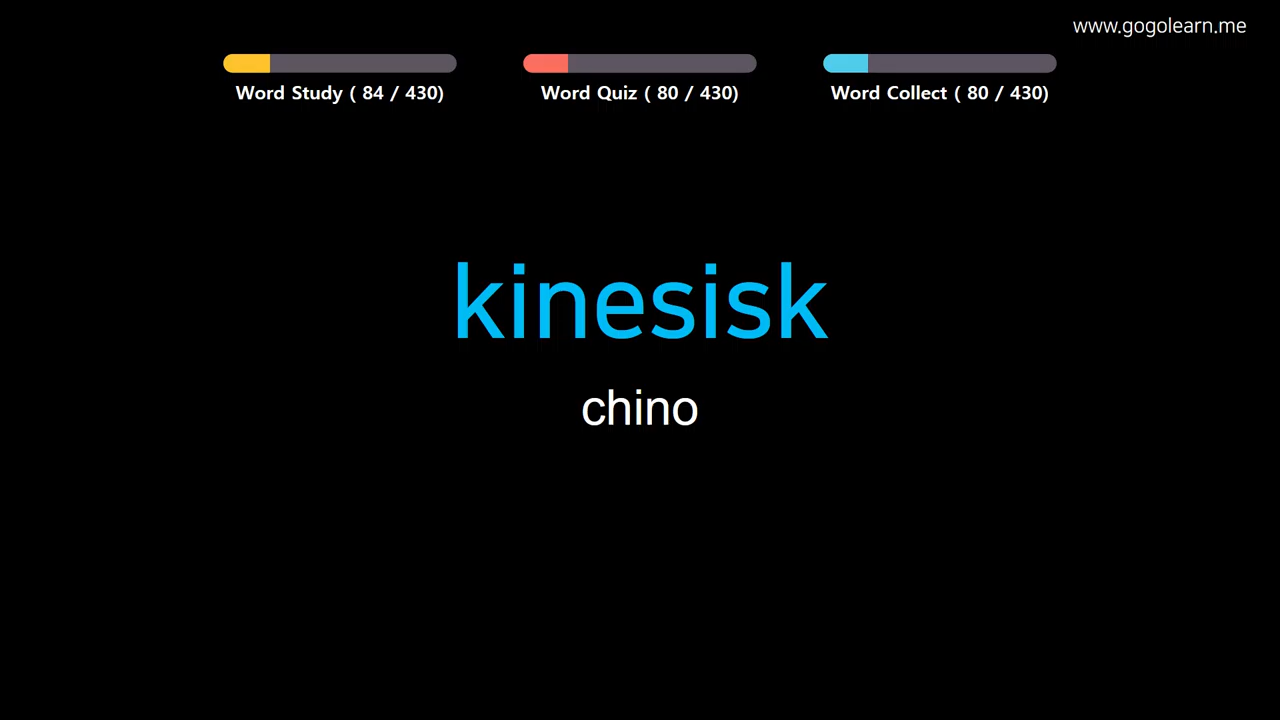 www.gogolearn.me
Word Study ( 84 / 430)
Word Quiz ( 80 / 430)
Word Collect ( 80 / 430)
kinesisk
chino